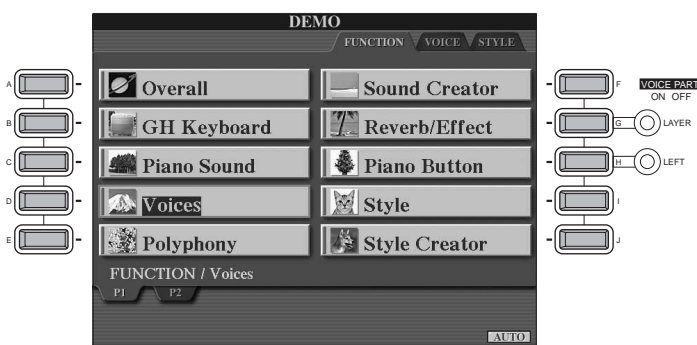 DEMO
FUNCTION VOICE STYLE
A Overall Sound Creator F VOICE PART
ON OFF
B GH Keyboard Reverb/Effect G LAYER
C Piano Sound Piano Button H LEFT
D Voices Style I
E Polyphony Style Creator J
FUNCTION / Voices
P1 P2
AUTO